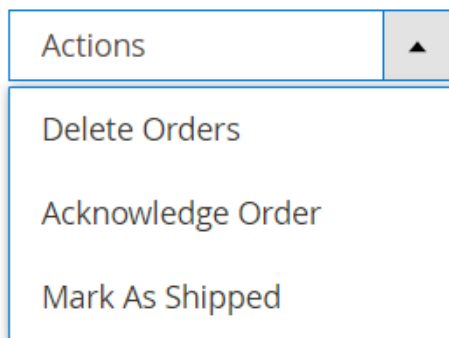 Actions
Delete Orders
Acknowledge Order
Mark As Shipped